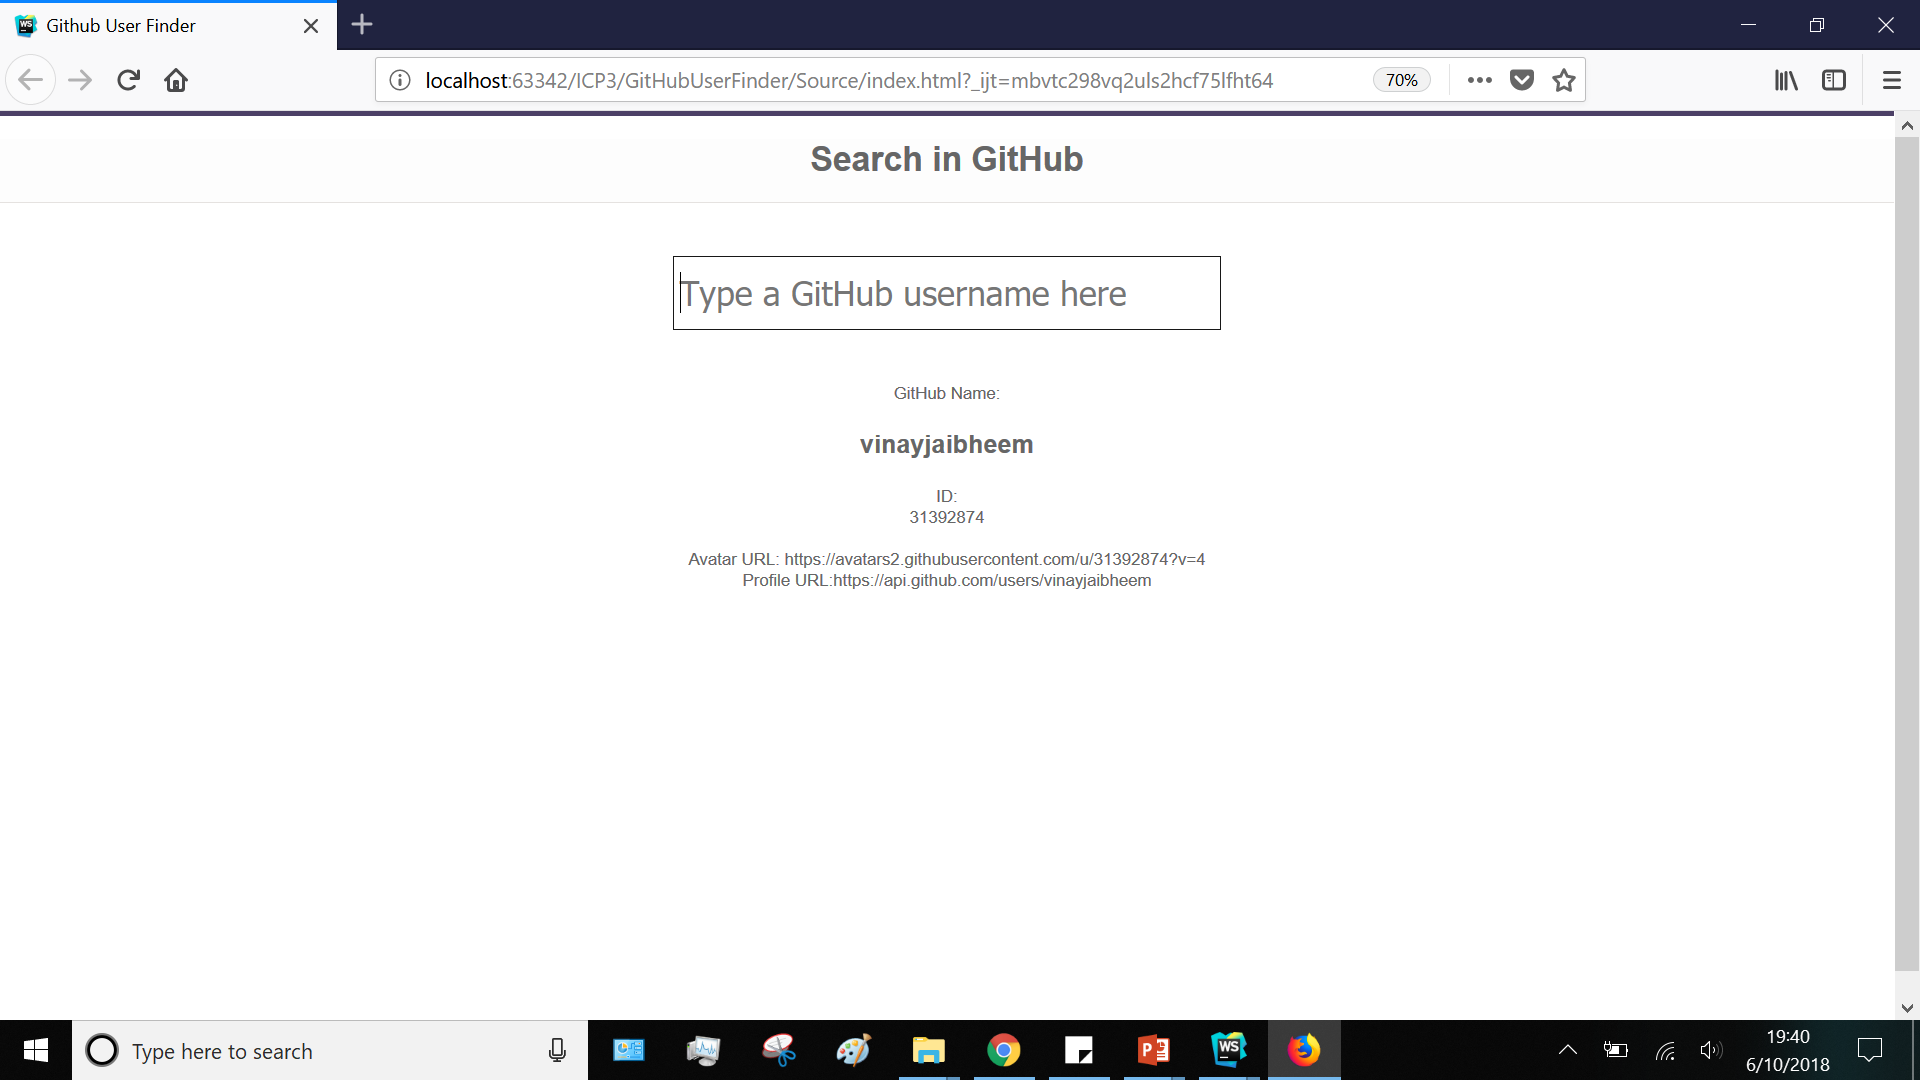 Github User Finder
localhost:63342/ICP3/GitHubUserFinder/Source/index.html?_ijt=mbvtc298vq2uls2hcf75lfht64
70%
Search in GitHub
Type a GitHub username here
GitHub Name:
vinayjaibheem
ID:
31392874
Avatar URL: https://avatars2.githubusercontent.com/u/31392874?v=4
Profile URL:https://api.github.com/users/vinayjaibheem
Type here to search
WS
19:40
6/10/2018